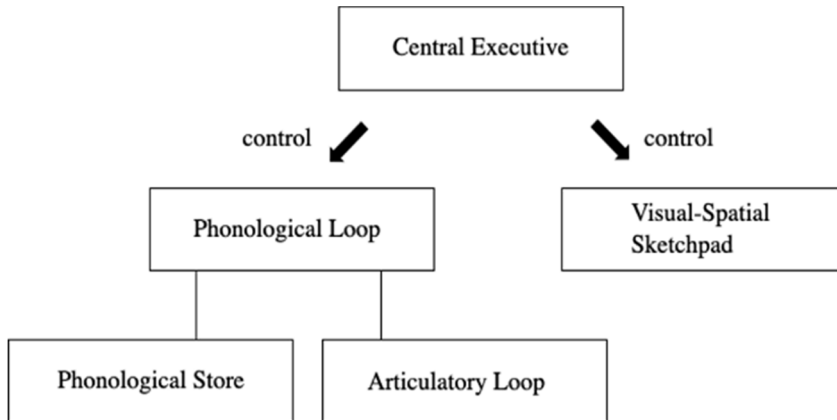 Central Executive
control
control
Phonological Loop
Visual-Spatial
Sketchpad
Phonological Store
Articulatory Loop